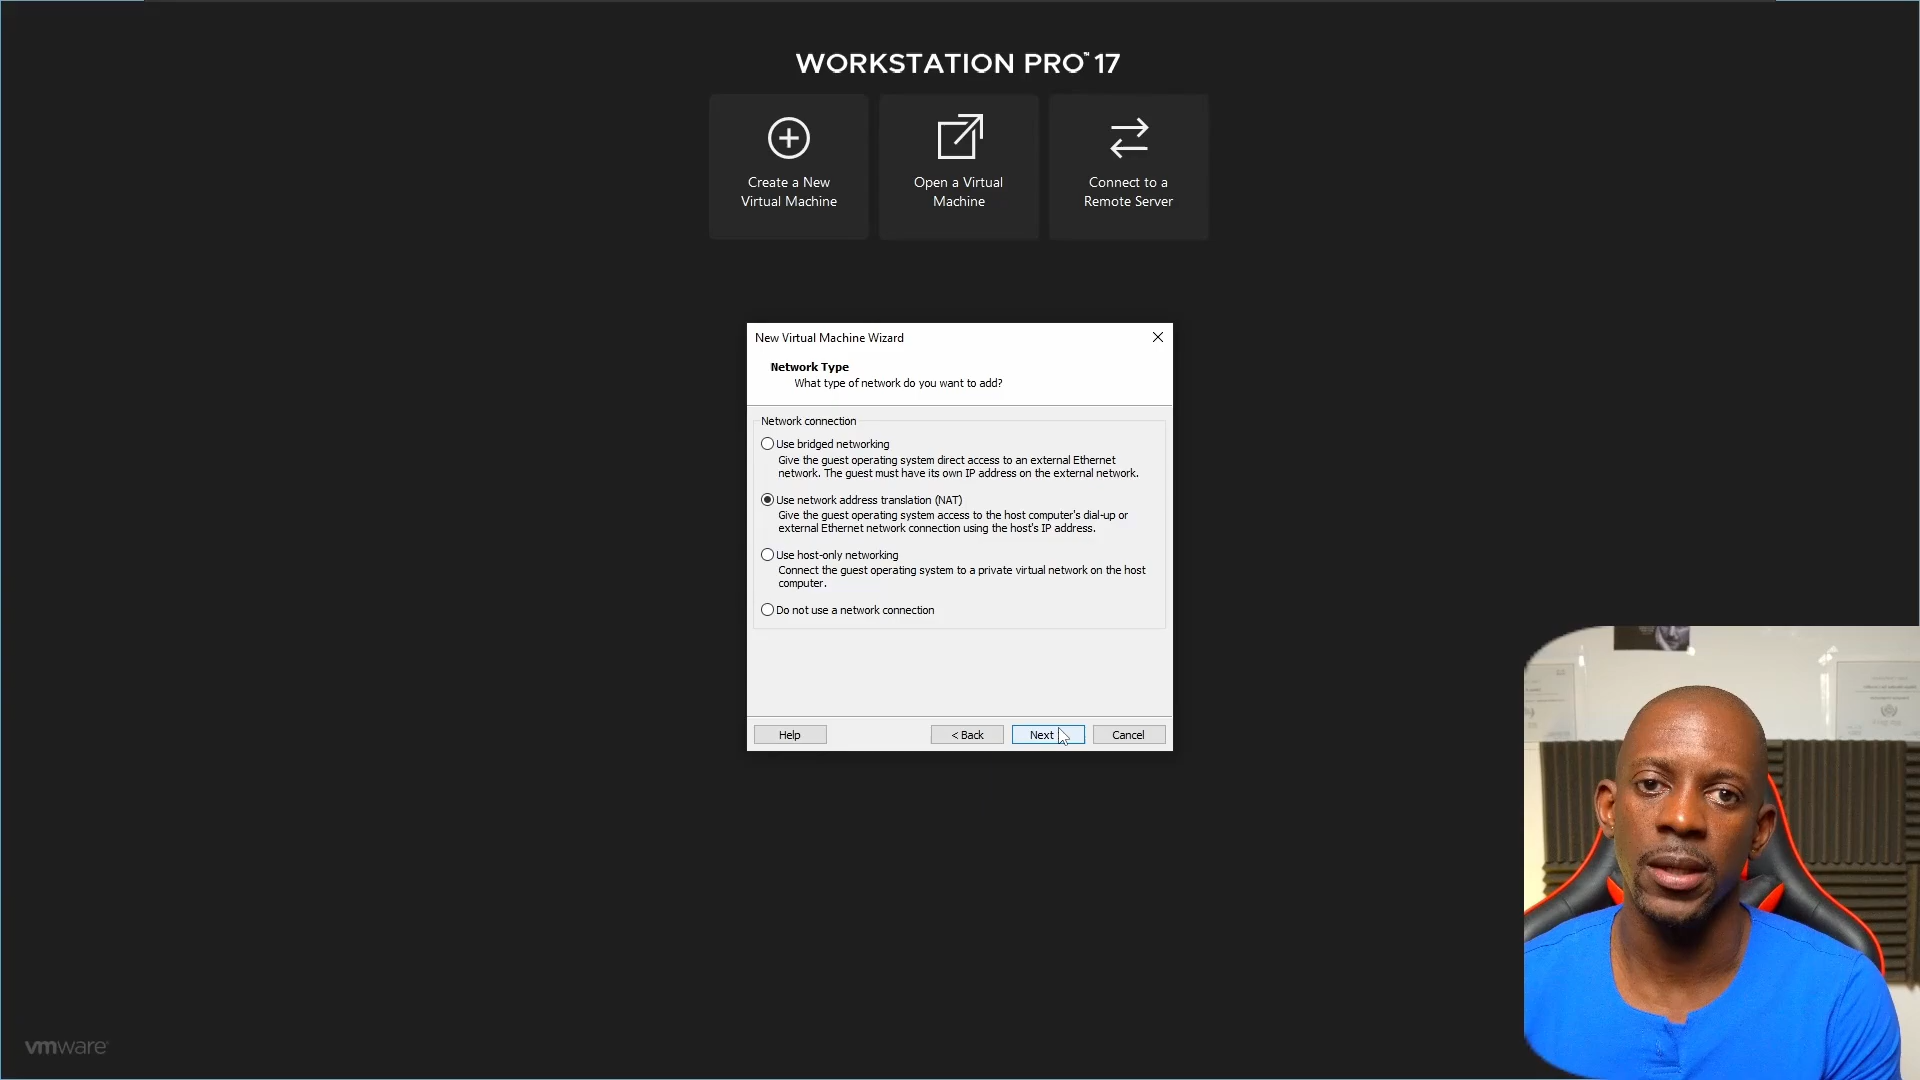 WORKSTATION PRO™ 17
Create a New
Virtual Machine
Open a Virtual
Machine
Connect to a
Remote Server
New Virtual Machine Wizard
Network Type
What type of network do you want to add?
Network connection
Use bridged networking
Give the guest operating system direct access to an external Ethernet
network. The guest must have its own IP address on the external network.
Use network address translation (NAT)
Give the guest operating system access to the host computer's dial-up or
external Ethernet network connection using the host's IP address.
Use host-only networking
Connect the guest operating system to a private virtual network on the host
computer.
Do not use a network connection
Help
< Back
Next
Cancel
vmware